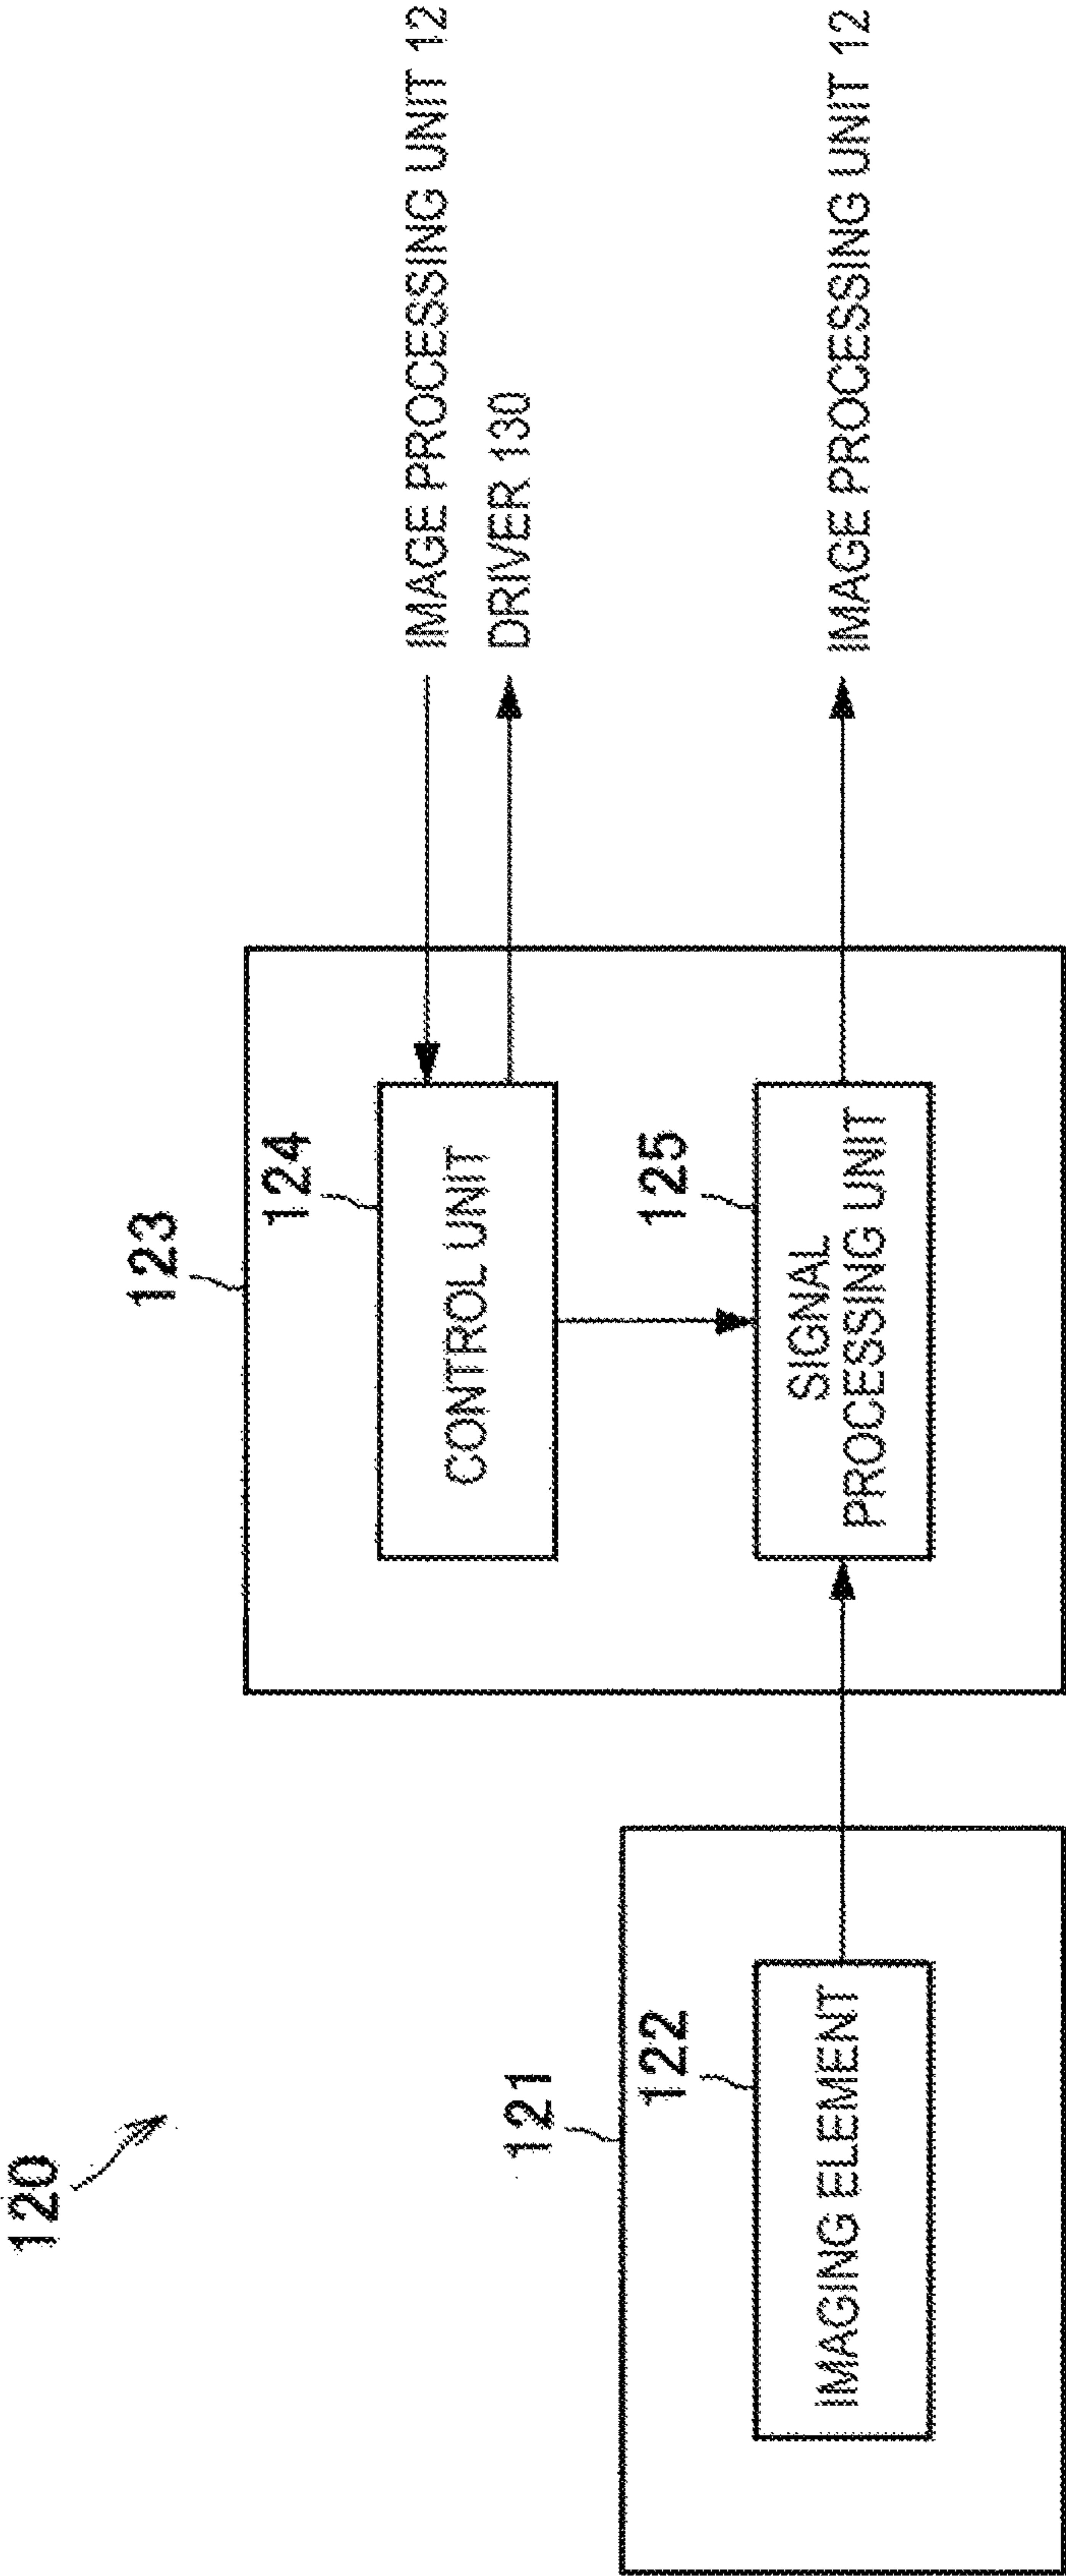 120
123
124
CONTROL UNIT
IMAGE PROCESSING UNIT 12
DRIVER 130
121
122
IMAGING ELEMENT
125
SIGNAL
PROCESSING UNIT
IMAGE PROCESSING UNIT 12